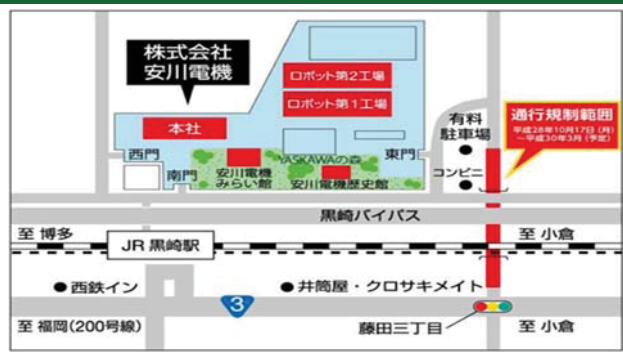 株式会社
安川電機
ロボット第2工場
ロボット第1工場
本社
通行規制範囲
平成28年10月17日(月)
～平成30年3月(予定)
有料
駐車場
西門
南門
安川電機
みらい館
YASKAWAの森
安川電機歴史館
東門
コンビニ
黒崎バイパス
至 博多
JR 黒崎駅
至 小倉
西鉄イン
3
井筒屋・クロサキメイト
至 福岡(200号線)
藤田三丁目
至 小倉